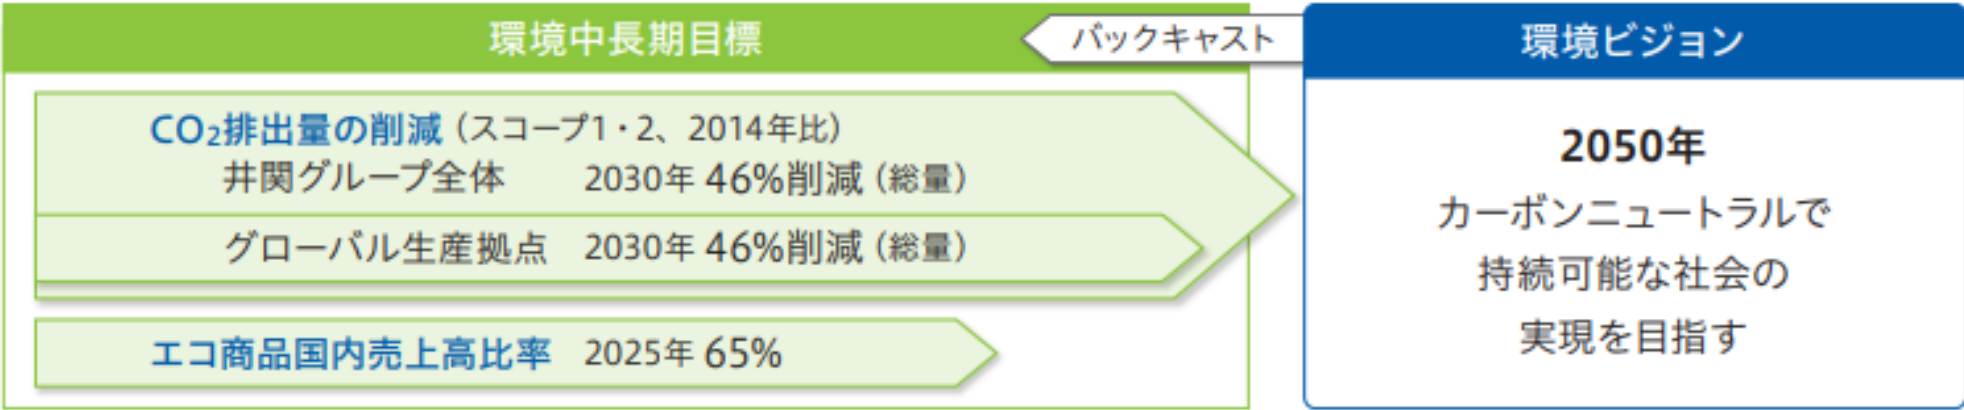 環境中長期目標
バックキャスト
環境ビジョン
CO₂排出量の削減（スコープ1・2、2014年比）
井関グループ全体 2030年 46%削減（総量）
グローバル生産拠点 2030年 46%削減（総量）
エコ商品国内売上高比率 2025年 65%
2050年
カーボンニュートラルで
持続可能な社会の
実現を目指す